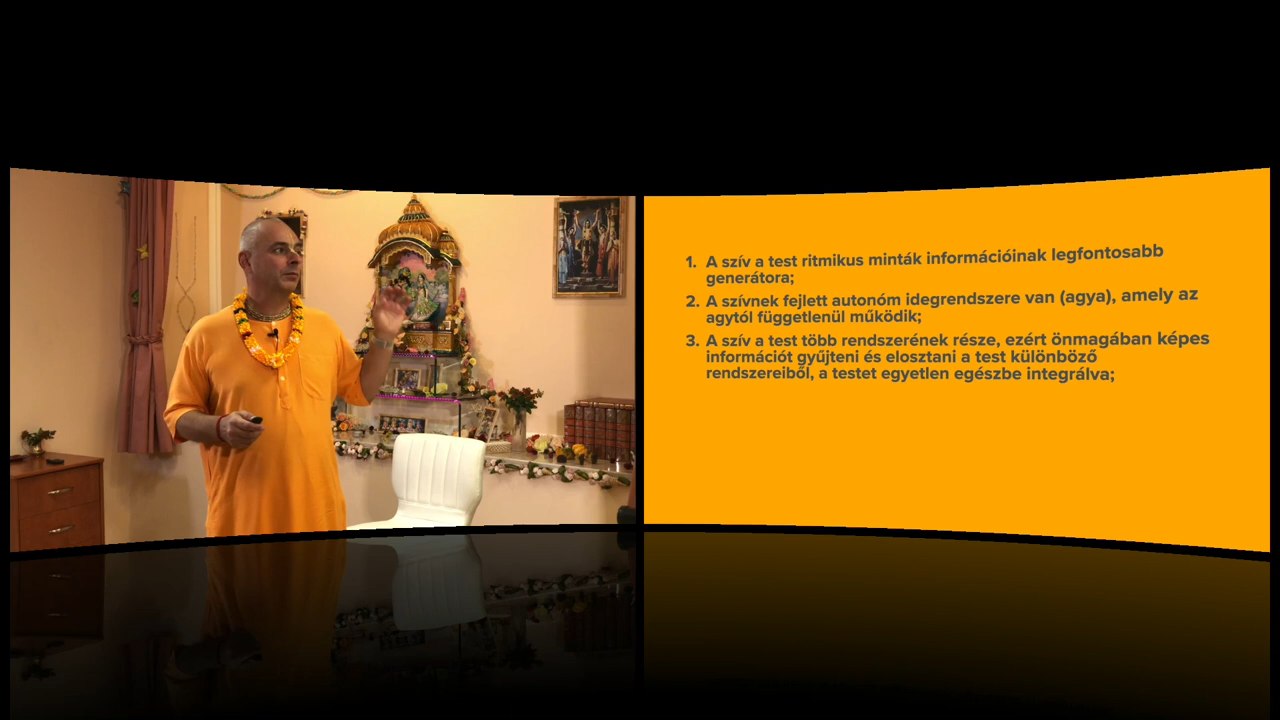 1. A szív a test ritmikus minták információinak legfontosabb
generátora;
2. A szívnek fejlett autonóm idegrendszere van (agya), amely az
agytól függetlenül működik;
3. A szív a test több rendszerének része, ezért önmagában képes
információt gyűjteni és elosztani a test különböző
rendszereiből, a testet egyetlen egészbe integrálva;